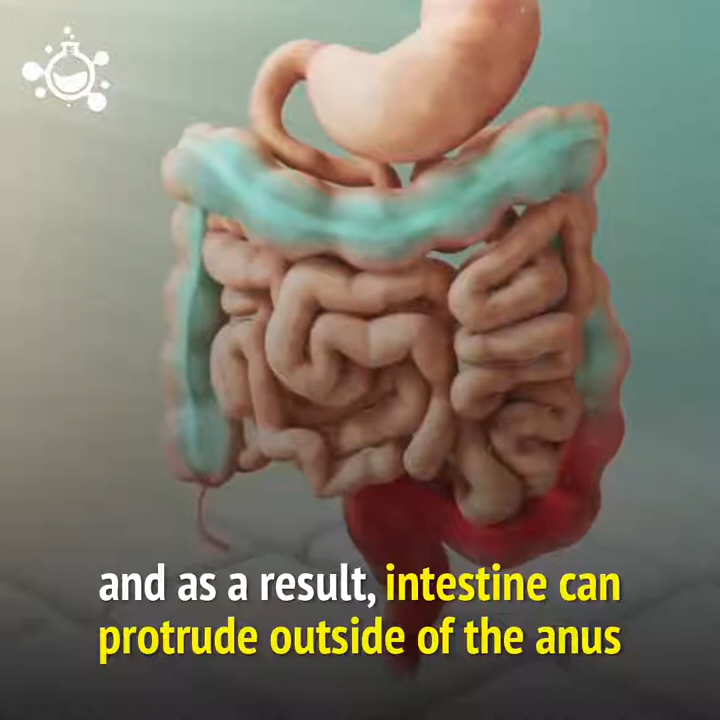 and as a result, intestine can
protrude outside of the anus